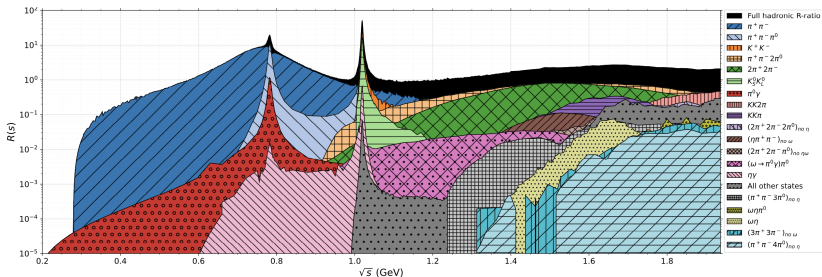 R(s)
10²
10¹
10⁰
10⁻¹
10⁻²
10⁻³
10⁻⁴
10⁻⁵
0.2 0.4 0.6 0.8 1.0 1.2 1.4 1.6 1.8
√s (GeV)
Full hadronic R-ratio
π⁺π⁻
π⁺π⁻π⁰
K⁺K⁻
π⁺π⁻2π⁰
2π⁺2π⁻
K⁰_S K⁰_L
π⁰γ
KK2π
KKπ
(2π⁺2π⁻2π⁰)_{no η}
(ηπ⁺π⁻)_{no ω}
(2π⁺2π⁻π⁰)_{no ηω}
(ω→π⁰γ)π⁰
ηγ
All other states
(π⁺π⁻3π⁰)_{no η}
ωηπ⁰
ωη
(3π⁺3π⁻)_{no ω}
(π⁺π⁻4π⁰)_{no η}